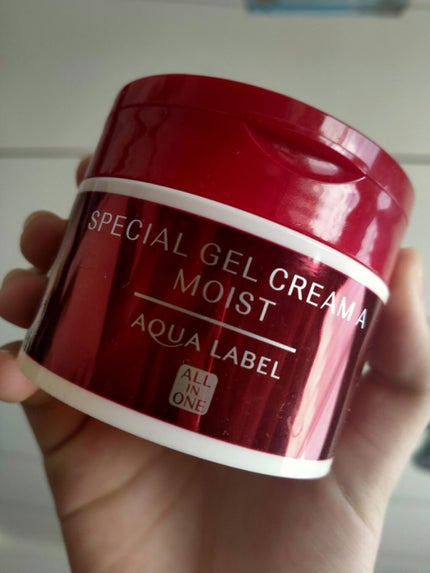 SPECIAL GEL CREAM A
MOIST
AQUA LABEL
ALL
IN
ONE